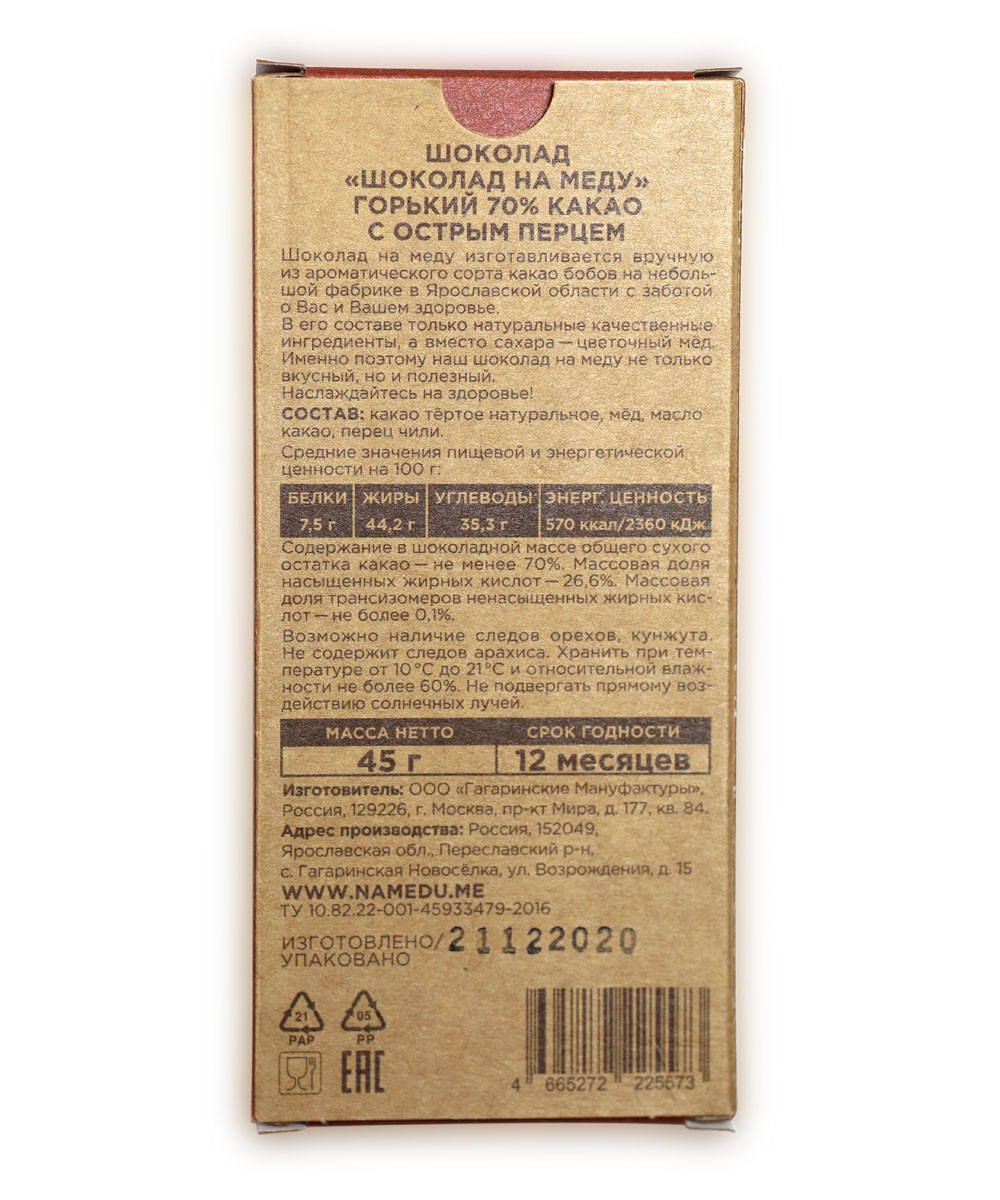 ШОКОЛАД
«ШОКОЛАД НА МЕДУ»
ГОРЬКИЙ 70% КАКАО
С ОСТРЫМ ПЕРЦЕМ
Шоколад на меду изготавливается вручную
из ароматического сорта какао бобов на неболь-
шой фабрике в Ярославской области с заботой
о Вас и Вашем здоровье.
В его составе только натуральные качественные
ингредиенты, а вместо сахара — цветочный мёд.
Именно поэтому наш шоколад на меду не только
вкусный, но и полезный.
Наслаждайтесь на здоровье!
СОСТАВ: какао тёртое натуральное, мёд, масло
какао, перец чили.
Средние значения пищевой и энергетической
ценности на 100 г:
БЕЛКИ ЖИРЫ УГЛЕВОДЫ ЭНЕРГ. ЦЕННОСТЬ
7,5 г 44,2 г 35,3 г 570 ккал/2360 кДж
Содержание в шоколадной массе общего сухого
остатка какао — не менее 70%. Массовая доля
насыщенных жирных кислот — 26,6%. Массовая
доля трансизомеров ненасыщенных жирных кис-
лот — не более 0,1%.
Возможно наличие следов орехов, кунжута.
Не содержит следов арахиса. Хранить при тем-
пературе от 10 °С до 21 °С и относительной влаж-
ности не более 60%. Не подвергать прямому воз-
действию солнечных лучей.
МАССА НЕТТО СРОК ГОДНОСТИ
45 г 12 месяцев
Изготовитель: ООО «Гагаринские Мануфактуры»,
Россия, 129226, г. Москва, пр-кт Мира, д. 177, кв. 84.
Адрес производства: Россия, 152049,
Ярославская обл., Переславский р-н,
с. Гагаринская Новосёлка, ул. Возрождения, д. 15
WWW.NAMEDU.ME
ТУ 10.82.22-001-45933479-2016
ИЗГОТОВЛЕНО/ 21122020
УПАКОВАНО
21 05
PAP PP
EAC
4 665272 225573